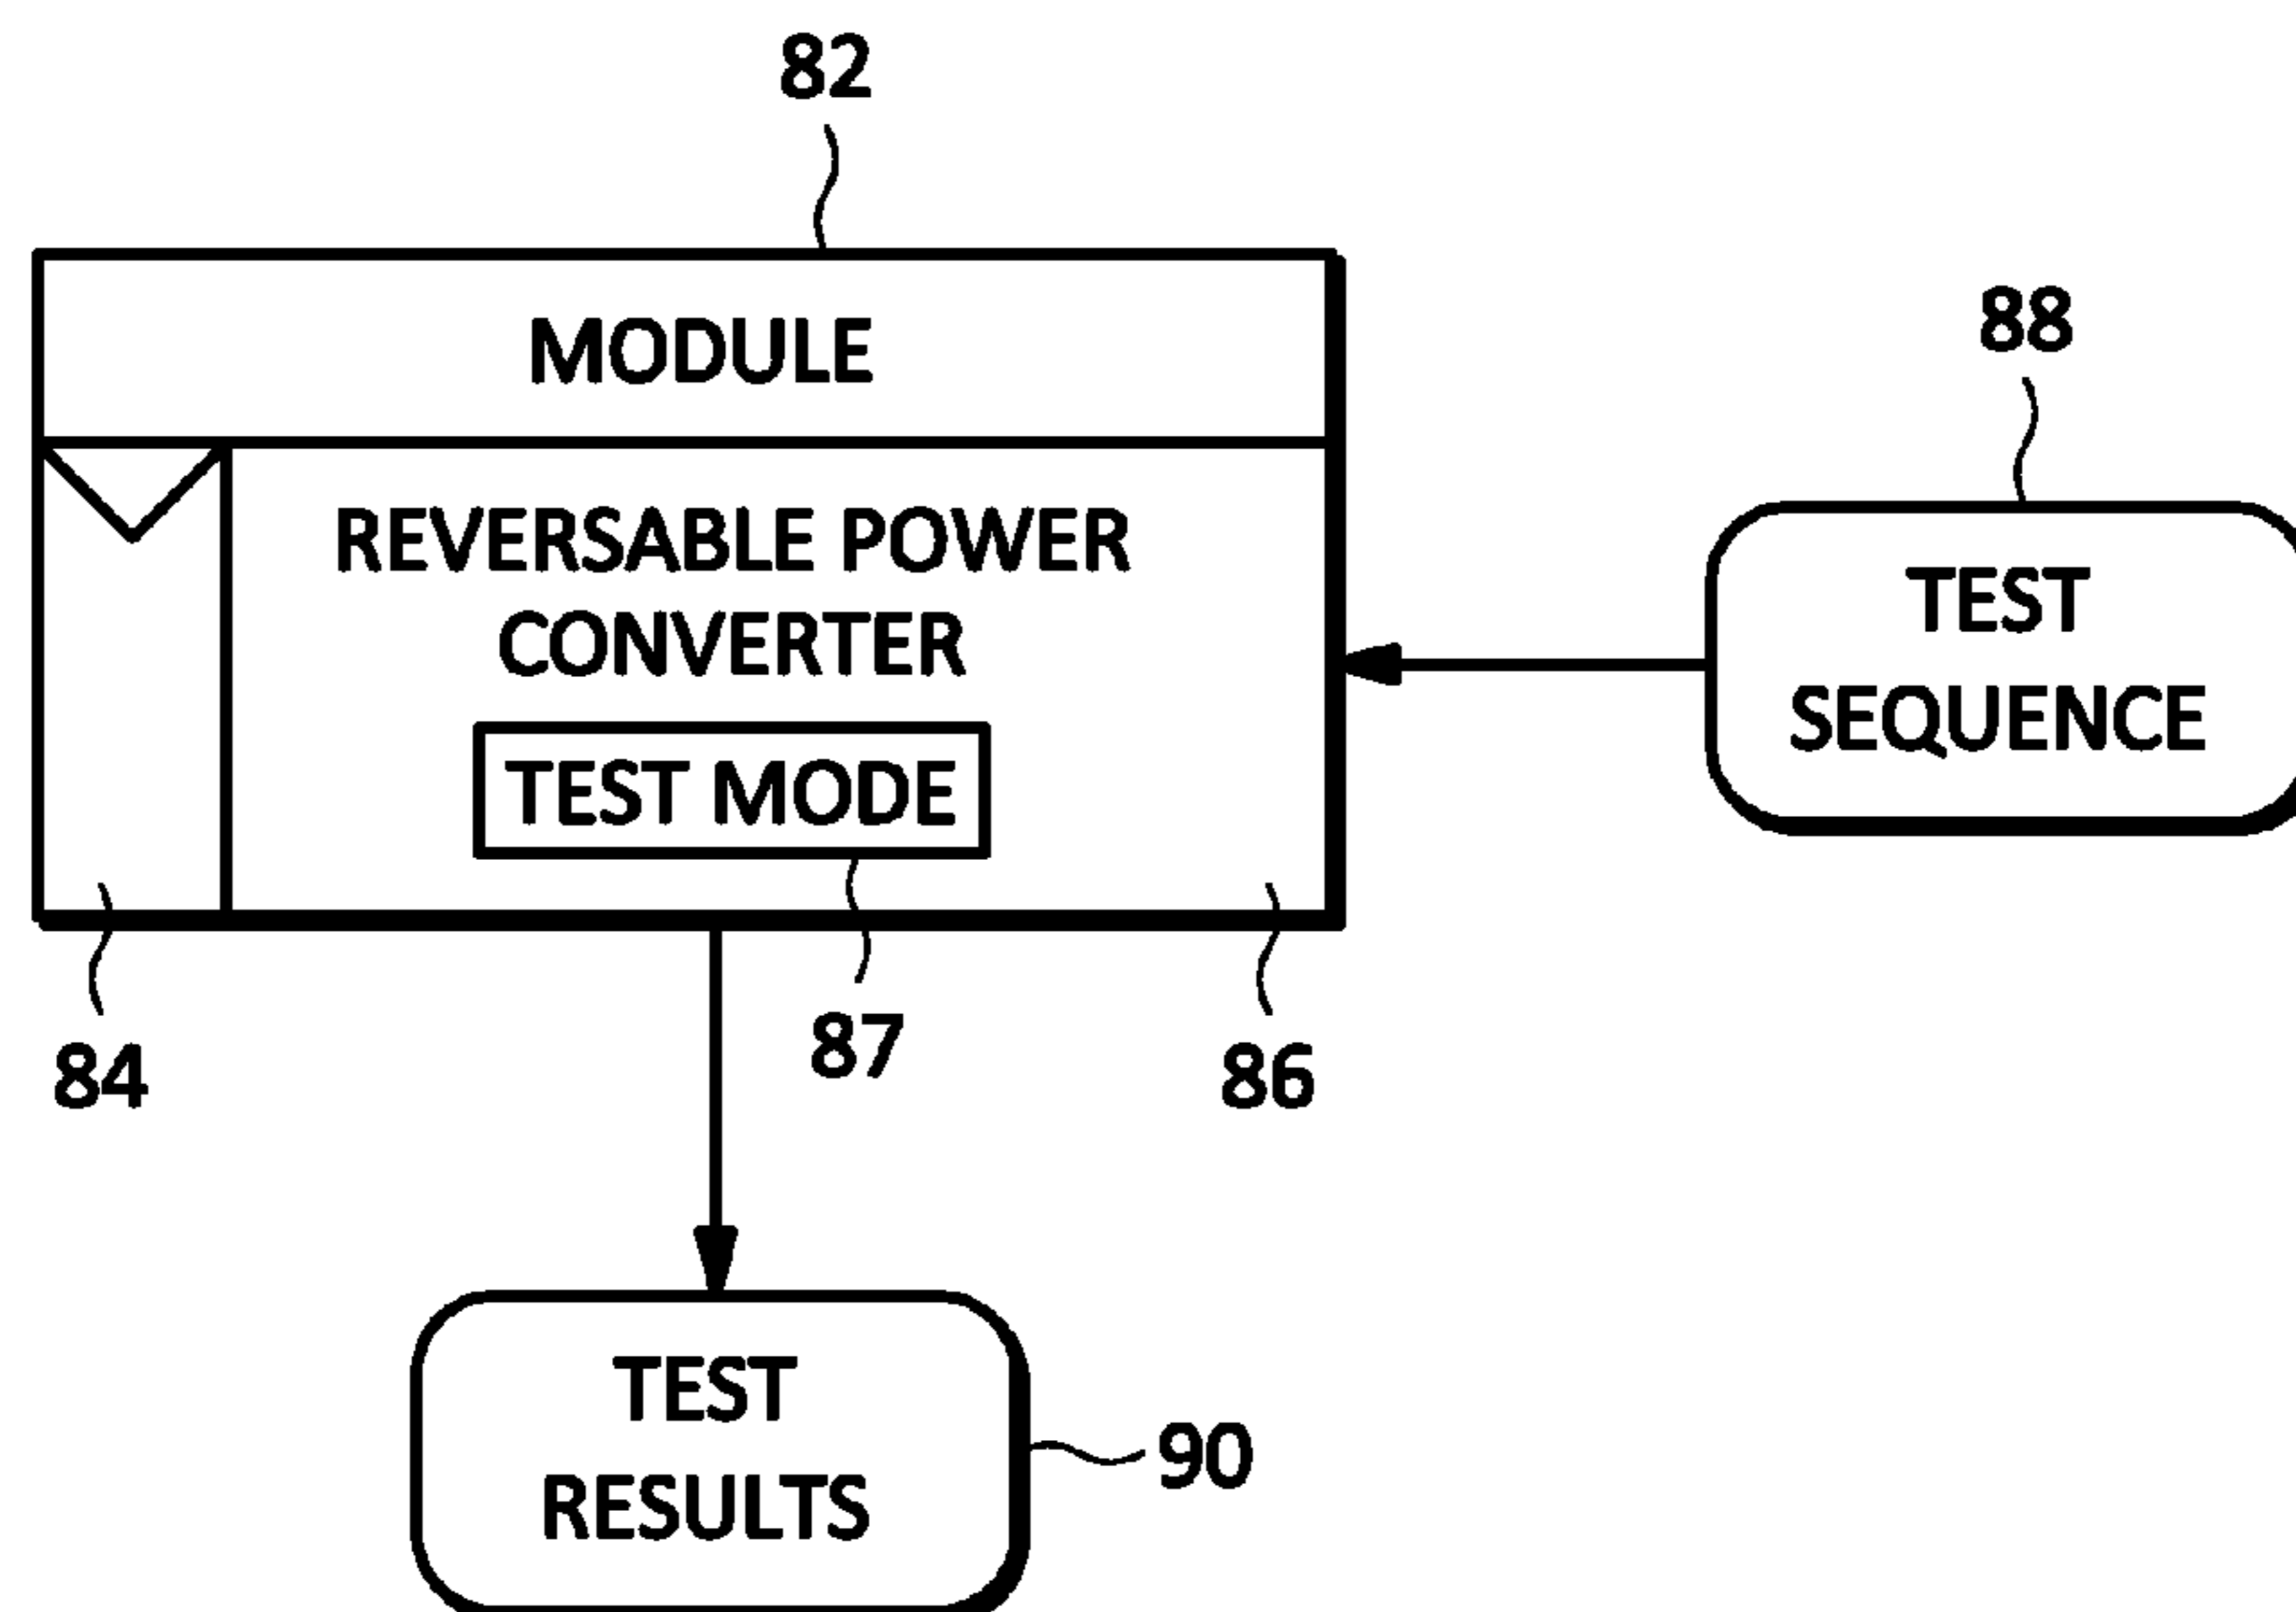 82
MODULE
88
REVERSABLE POWER
CONVERTER
TEST
SEQUENCE
TEST MODE
84
87
86
TEST
RESULTS
90